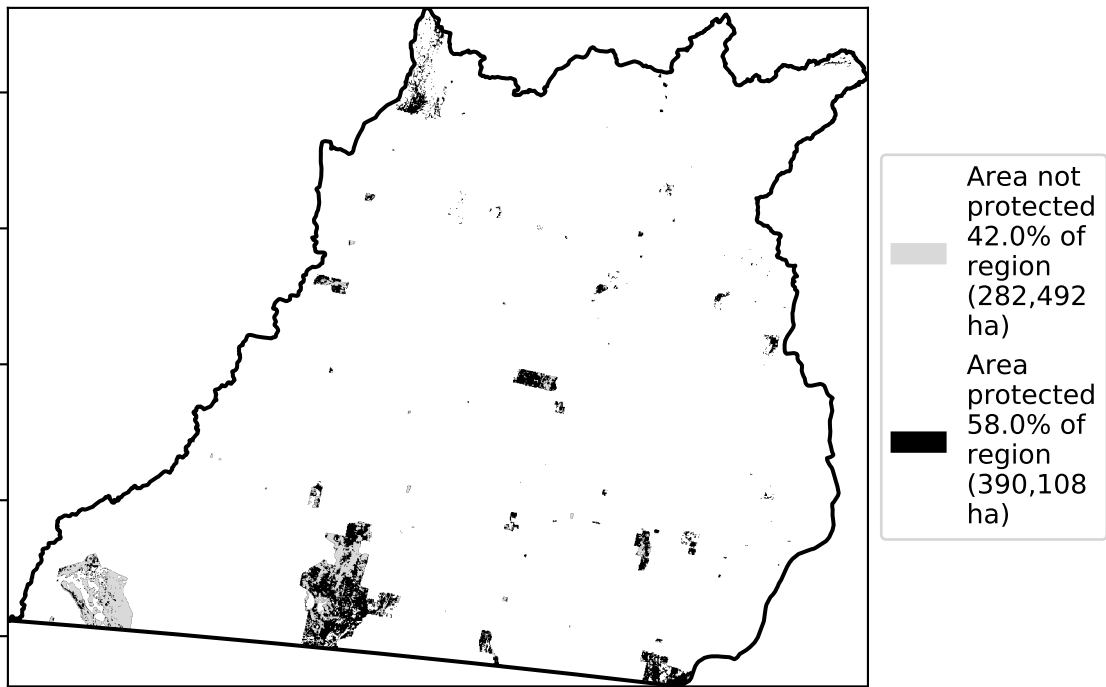 Area not
protected
42.0% of
region
(282,492
ha)
Area
protected
58.0% of
region
(390,108
ha)